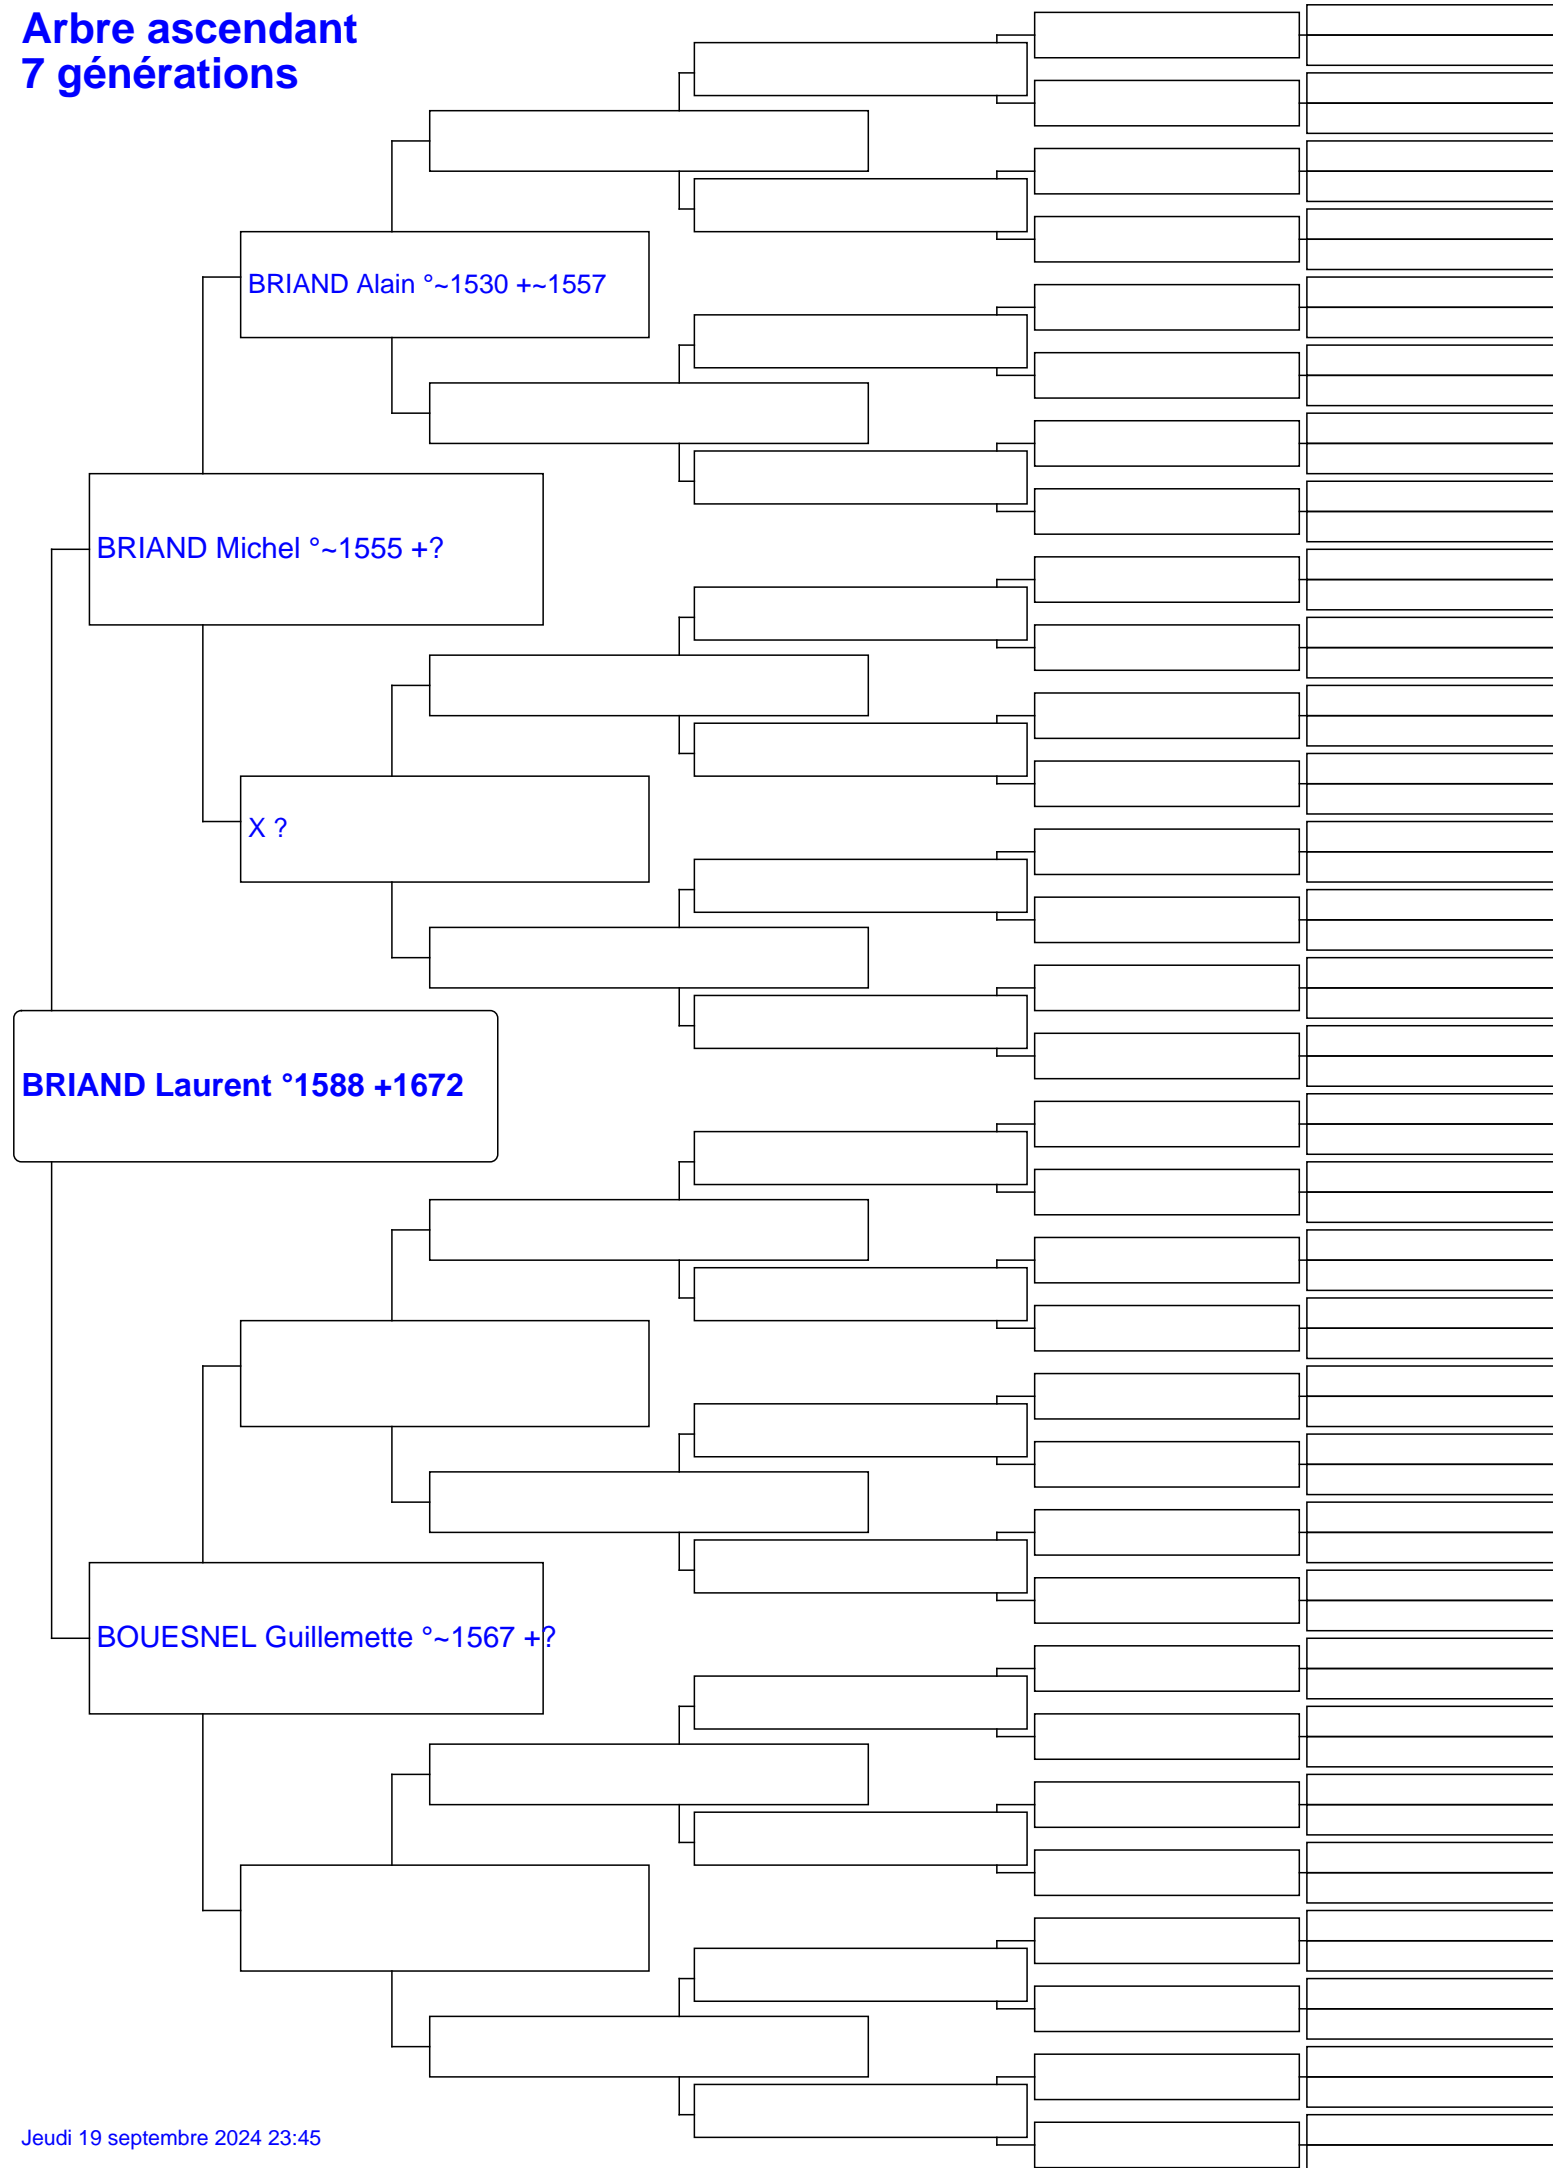 Arbre ascendant
7 générations
BRIAND Alain °~1530 +~1557
BRIAND Michel °~1555 +?
X ?
BRIAND Laurent °1588 +1672
BOUESNEL Guillemette °~1567 +?
Jeudi 19 septembre 2024 23:45